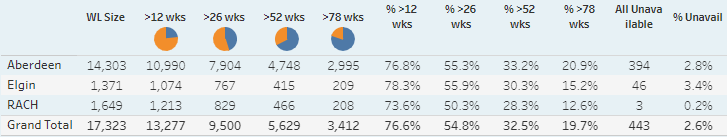 WL Size >12 wks >26 wks >52 wks >78 wks % >12 wks % >26 wks % >52 wks % >78 wks All Unava ilable % Unavail
Aberdeen 14,303 10,990 7,904 4,748 2,995 76.8% 55.3% 33.2% 20.9% 394 2.8%
Elgin 1,371 1,074 767 415 209 78.3% 55.9% 30.3% 15.2% 46 3.4%
RACH 1,649 1,213 829 466 208 73.6% 50.3% 28.3% 12.6% 3 0.2%
Grand Total 17,323 13,277 9,500 5,629 3,412 76.6% 54.8% 32.5% 19.7% 443 2.6%